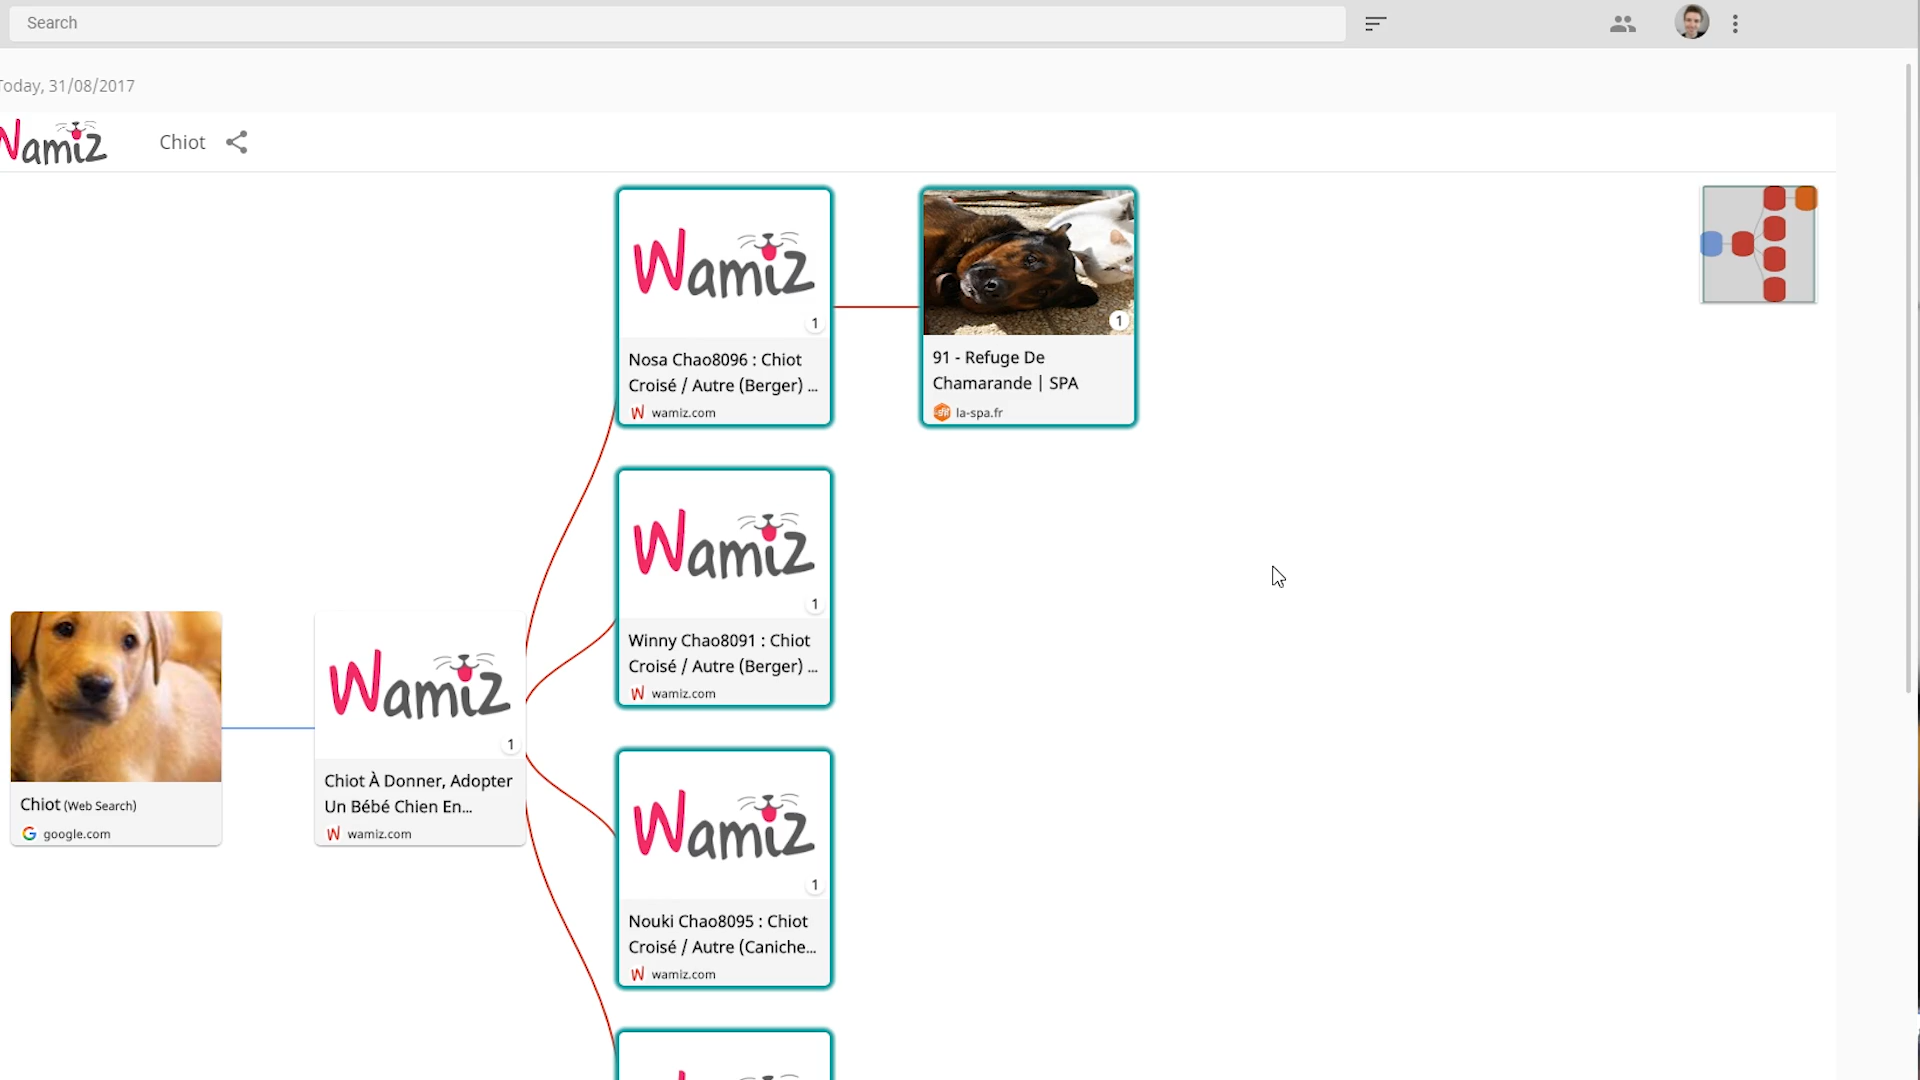 Search
Today, 31/08/2017
Wamiz
Chiot
Wamiz
1
Nosa Chao8096 : Chiot
Croisé / Autre (Berger) ...
W wamiz.com
1
91 - Refuge De
Chamarande | SPA
la-spa.fr
Wamiz
1
Winny Chao8091 : Chiot
Croisé / Autre (Berger) ...
W wamiz.com
Chiot (Web Search)
G google.com
Wamiz
1
Chiot À Donner, Adopter
Un Bébé Chien En...
W wamiz.com
Wamiz
1
Nouki Chao8095 : Chiot
Croisé / Autre (Caniche...
W wamiz.com